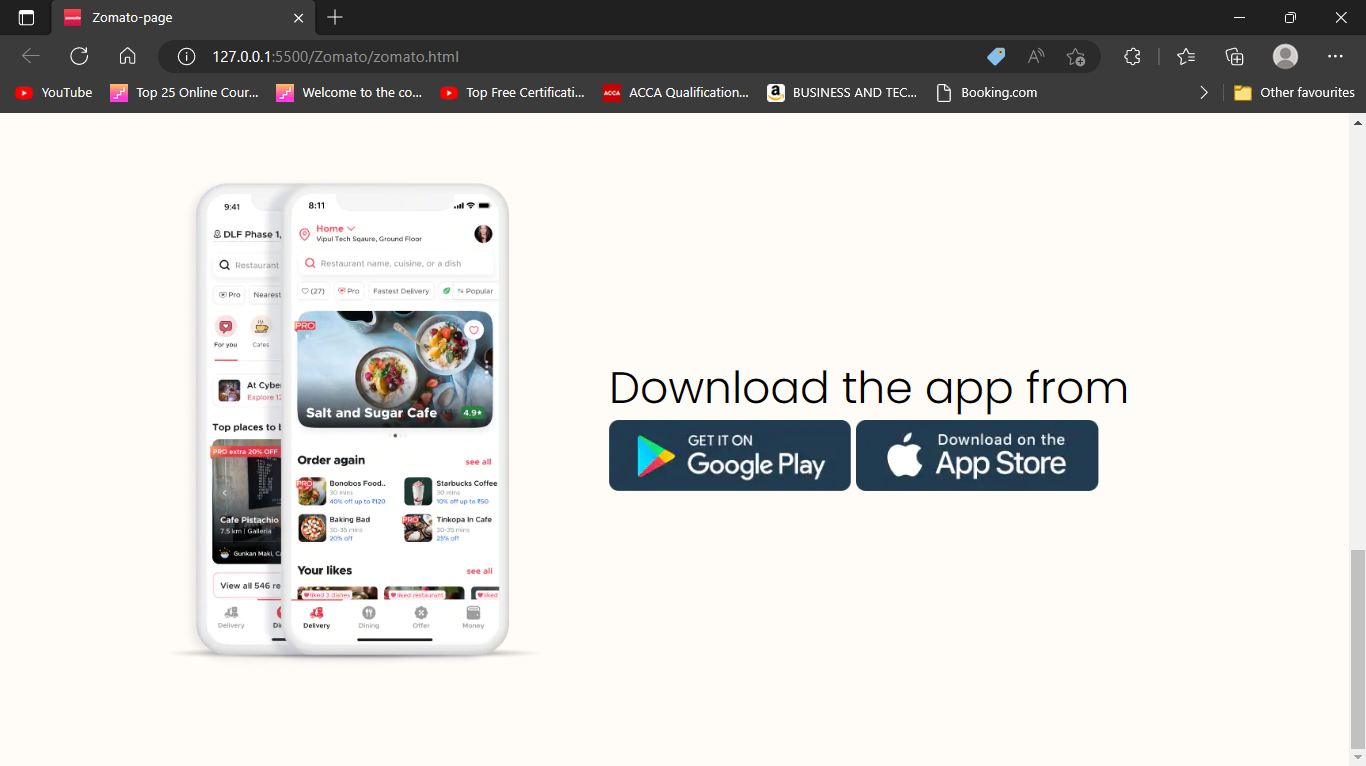 Zomato-page
127.0.0.1:5500/Zomato/zomato.html
YouTube
Top 25 Online Cour...
Welcome to the co...
Top Free Certificati...
ACCA Qualification...
BUSINESS AND TEC...
Booking.com
Other favourites
9:41
DLF Phase 1,
Restaurant
Pro
Nearest
For you
Cafes
At Cyber
Explore 12
Top places to b
PRO extra 20% OFF
Cafe Pistachio
7.5 km | Galleria
Gunkan Maki, Ca
View all 546 re
Delivery
8:11
Home
Vipul Tech Sqaure, Ground Floor
Restaurant name, cuisine, or a dish
(27)
Pro
Fastest Delivery
Popular
PRO
Salt and Sugar Cafe
4.9★
Order again
see all
PRO
Bonobos Food..
30 mins
40% off up to ₹120
Starbucks Coffee
30 mins
10% off up to ₹50
Baking Bad
30-35 mins
20% off
PRO
Tinkopa In Cafe
30-35 mins
25% off
Your likes
see all
liked 3 dishes
liked restaurant
liked
Delivery
Dining
Offer
Money
Download the app from
GET IT ON
Google Play
Download on the
App Store